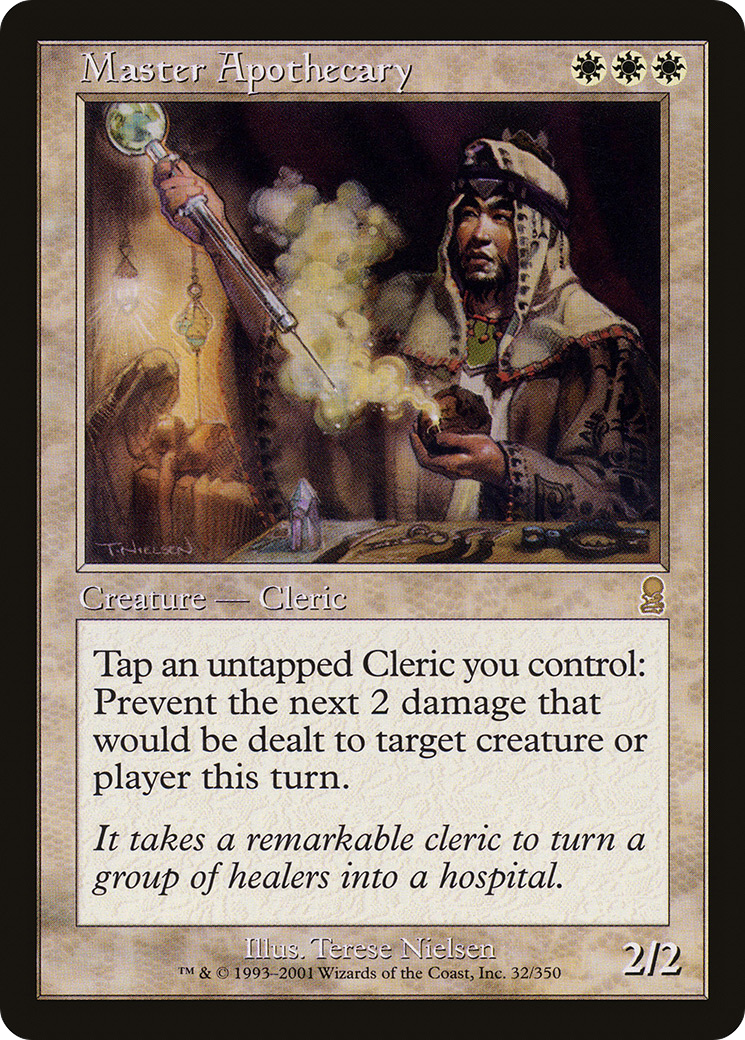 Master Apothecary
T. NIELSEN
Creature — Cleric
Tap an untapped Cleric you control:
Prevent the next 2 damage that
would be dealt to target creature or
player this turn.
It takes a remarkable cleric to turn a
group of healers into a hospital.
Illus. Terese Nielsen
™ & © 1993–2001 Wizards of the Coast, Inc. 32/350
2/2